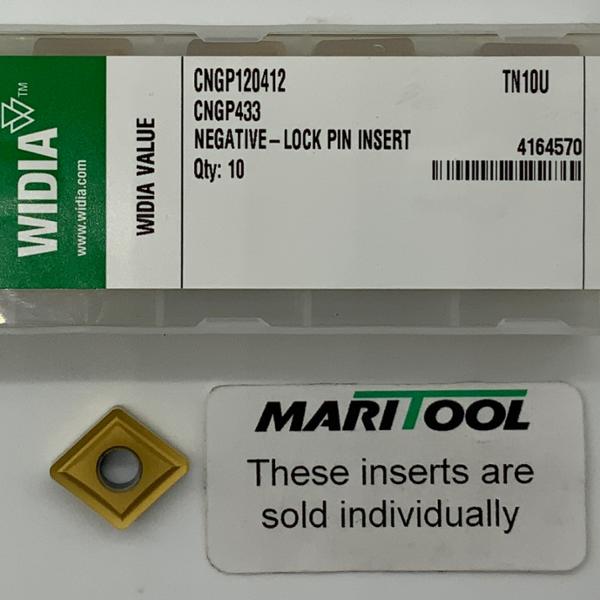 WIDIA™
www.widia.com
WIDIA VALUE
CNGP120412
TN10U
CNGP433
NEGATIVE-LOCK PIN INSERT
4164570
Qty: 10
MARITOOL
These inserts are
sold individually